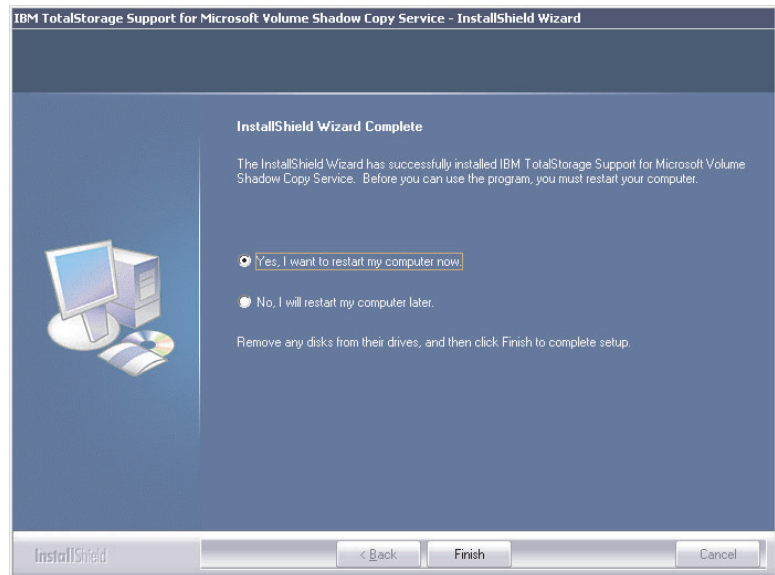 IBM TotalStorage Support for Microsoft Volume Shadow Copy Service - InstallShield Wizard
InstallShield Wizard Complete
The InstallShield Wizard has successfully installed IBM TotalStorage Support for Microsoft Volume
Shadow Copy Service. Before you can use the program, you must restart your computer.
Yes, I want to restart my computer now.
No, I will restart my computer later.
Remove any disks from their drives, and then click Finish to complete setup.
InstallShield
< Back
Finish
Cancel